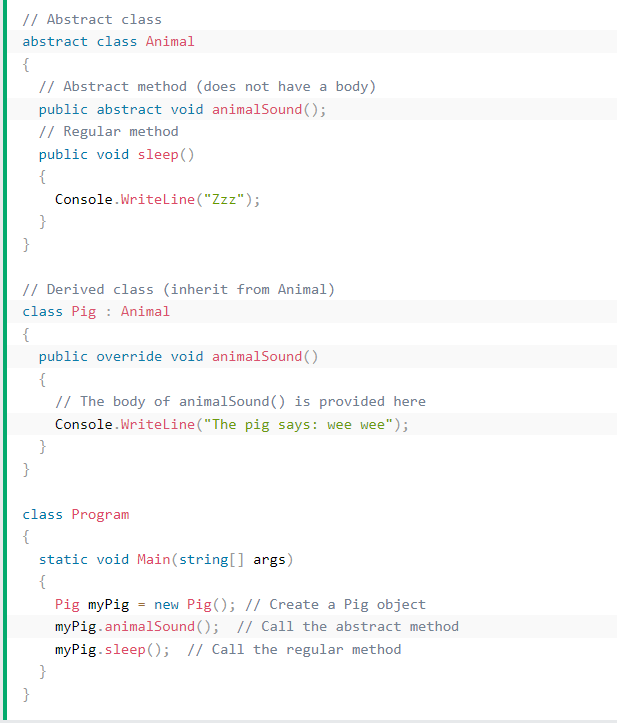 // Abstract class
abstract class Animal
{
  // Abstract method (does not have a body)
  public abstract void animalSound();
  // Regular method
  public void sleep()
  {
    Console.WriteLine("Zzz");
  }
}

// Derived class (inherit from Animal)
class Pig : Animal
{
  public override void animalSound()
  {
    // The body of animalSound() is provided here
    Console.WriteLine("The pig says: wee wee");
  }
}

class Program
{
  static void Main(string[] args)
  {
    Pig myPig = new Pig(); // Create a Pig object
    myPig.animalSound();  // Call the abstract method
    myPig.sleep();  // Call the regular method
  }
}